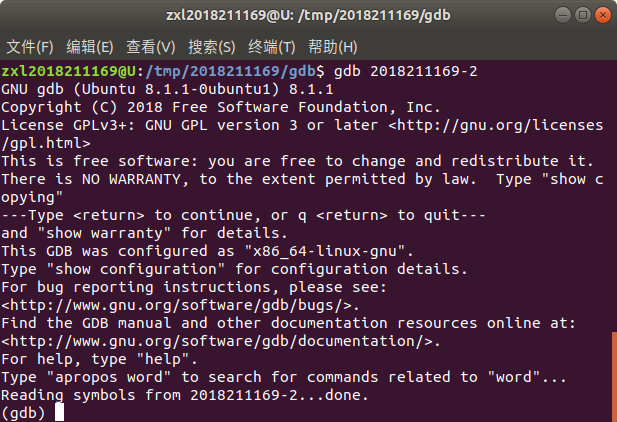 zxl2018211169@U: /tmp/2018211169/gdb
文件(F) 编辑(E) 查看(V) 搜索(S) 终端(T) 帮助(H)
zxl2018211169@U:/tmp/2018211169/gdb$ gdb 2018211169-2
GNU gdb (Ubuntu 8.1.1-0ubuntu1) 8.1.1
Copyright (C) 2018 Free Software Foundation, Inc.
License GPLv3+: GNU GPL version 3 or later <http://gnu.org/licenses
/gpl.html>
This is free software: you are free to change and redistribute it.
There is NO WARRANTY, to the extent permitted by law.  Type "show c
opying"
---Type <return> to continue, or q <return> to quit---
and "show warranty" for details.
This GDB was configured as "x86_64-linux-gnu".
Type "show configuration" for configuration details.
For bug reporting instructions, please see:
<http://www.gnu.org/software/gdb/bugs/>.
Find the GDB manual and other documentation resources online at:
<http://www.gnu.org/software/gdb/documentation/>.
For help, type "help".
Type "apropos word" to search for commands related to "word"...
Reading symbols from 2018211169-2...done.
(gdb)